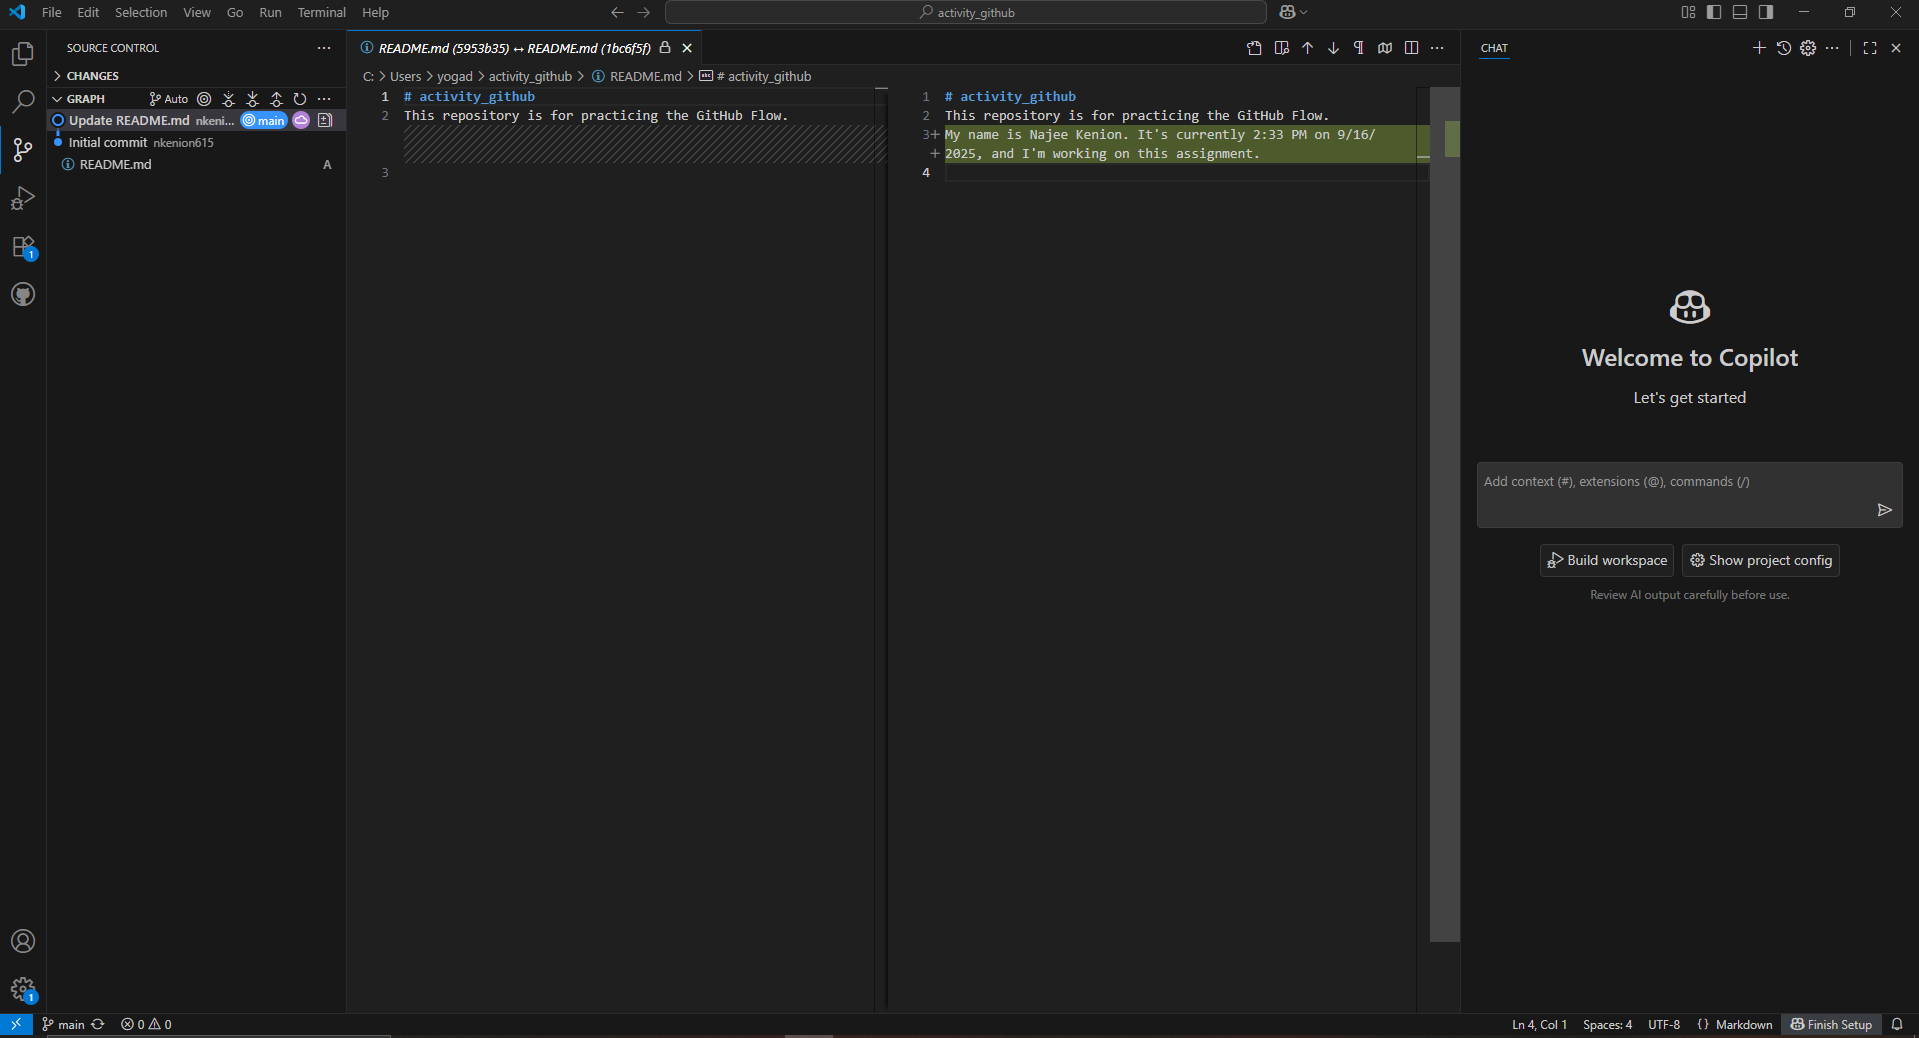 File Edit Selection View Go Run Terminal Help
activity_github
SOURCE CONTROL
CHANGES
GRAPH Auto
Update README.md nkeni... main
Initial commit nkenion615
README.md A
1
1
README.md (5953b35) ↔ README.md (1bc6f5f)
C: > Users > yogad > activity_github > README.md > # activity_github
1 # activity_github
2 This repository is for practicing the GitHub Flow.
3
1 # activity_github
2 This repository is for practicing the GitHub Flow.
3+ My name is Najee Kenion. It's currently 2:33 PM on 9/16/
+ 2025, and I'm working on this assignment.
4
CHAT
Welcome to Copilot
Let's get started
Add context (#), extensions (@), commands (/)
Build workspace Show project config
Review AI output carefully before use.
main 0 0
Ln 4, Col 1 Spaces: 4 UTF-8 {} Markdown Finish Setup